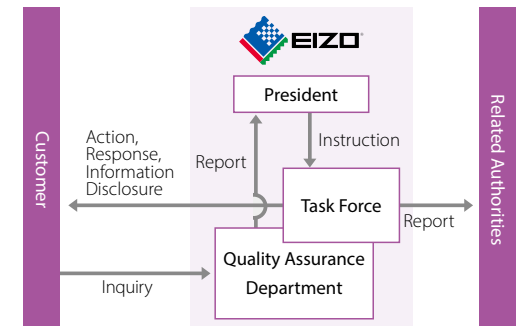 EIZO
President
Instruction
Report
Action,
Response,
Information
Disclosure
Customer
Task Force
Report
Related Authorities
Quality Assurance
Department
Inquiry